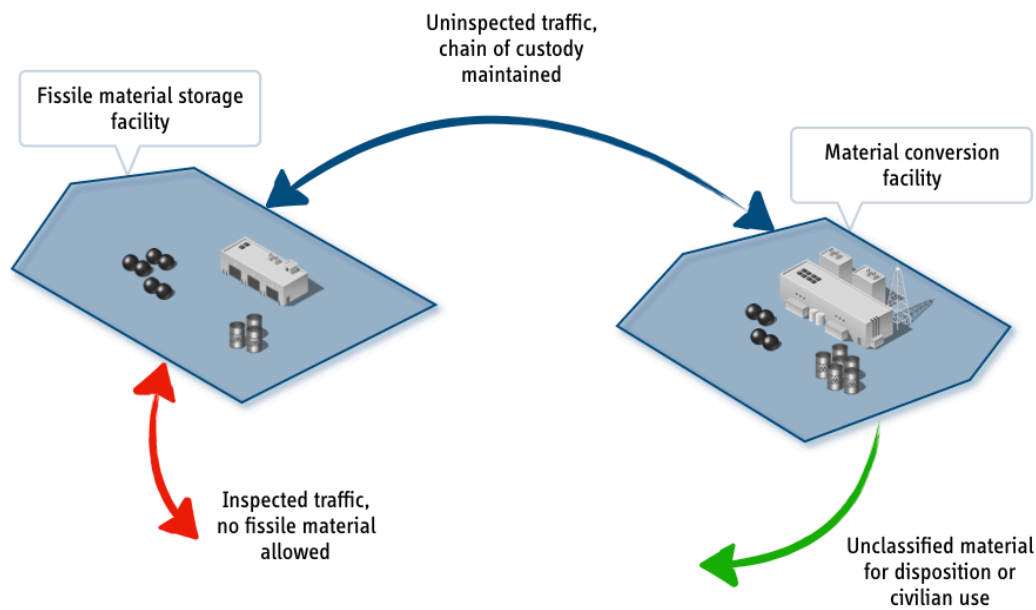 Uninspected traffic,
chain of custody
maintained
Fissile material storage
facility
Material conversion
facility
Inspected traffic,
no fissile material
allowed
Unclassified material
for disposition or
civilian use